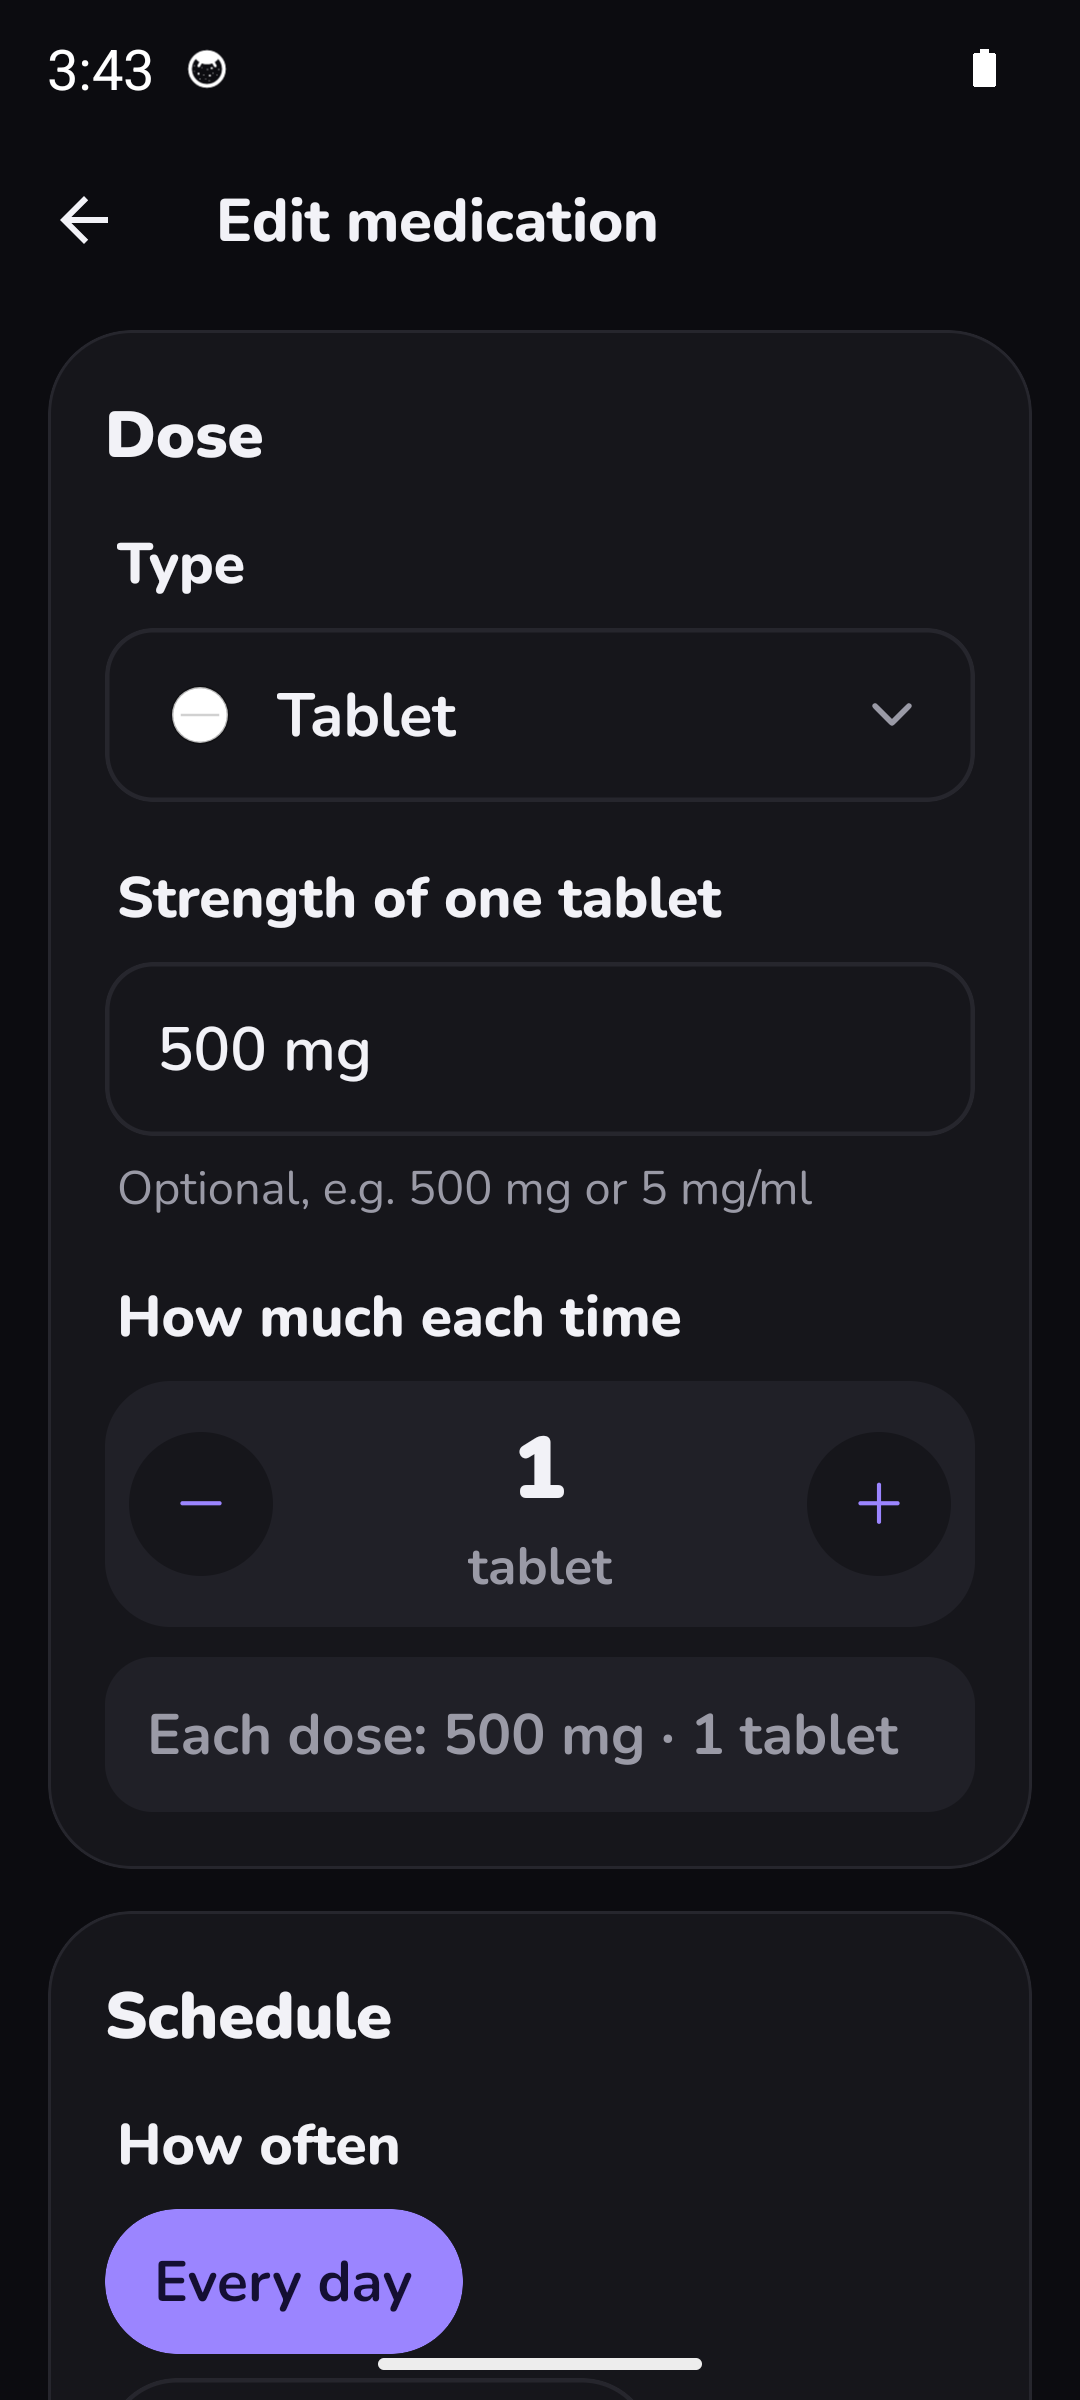 3:43
Edit medication
Dose
Type
Tablet
Strength of one tablet
500 mg
Optional, e.g. 500 mg or 5 mg/ml
How much each time
1
tablet
Each dose: 500 mg · 1 tablet
Schedule
How often
Every day